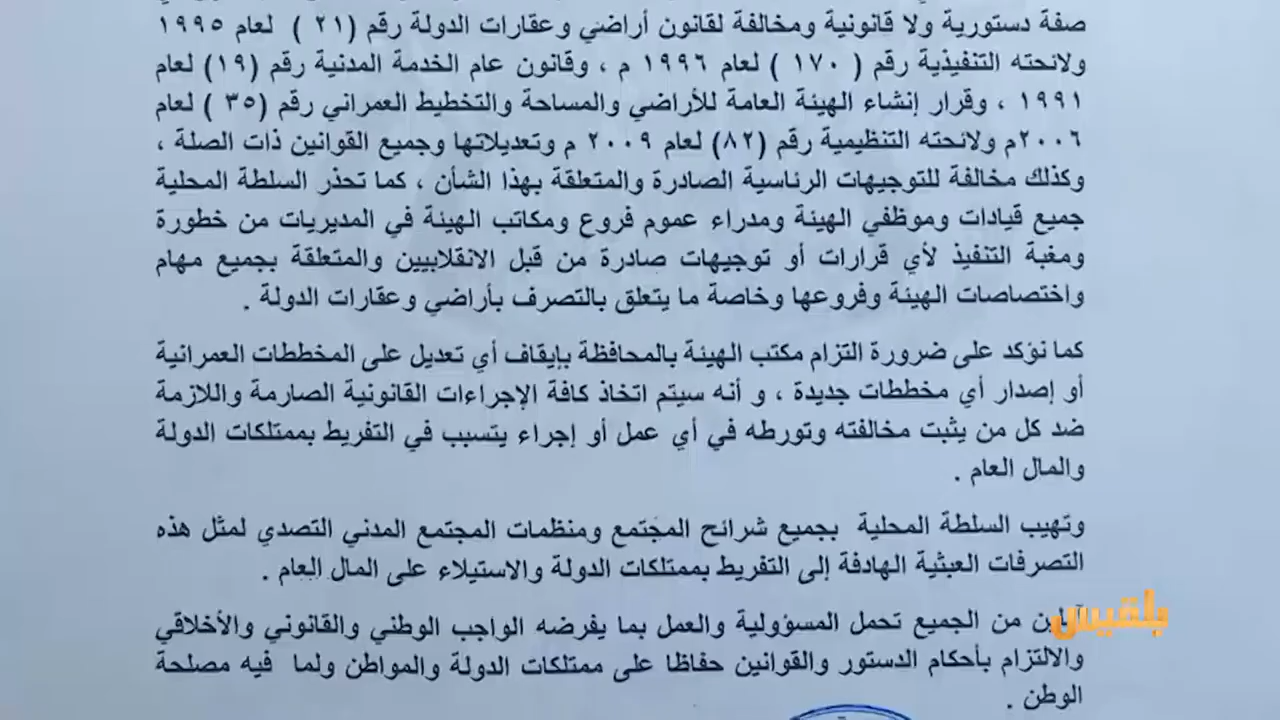 صفة دستورية ولا قانونية ومخالفة لقانون أراضي وعقارات الدولة رقم (٢١ ) لعام ١٩٩٥
ولائحته التنفيذية رقم ( ١٧٠ ) لعام ١٩٩٦ م ، وقانون عام الخدمة المدنية رقم (١٩) لعام
١٩٩١ ، وقرار إنشاء الهيئة العامة للأراضي والمساحة والتخطيط العمراني رقم (٣٥ ) لعام
٢٠٠٦م ولائحته التنظيمية رقم (٨٢) لعام ٢٠٠٩ م وتعديلاتها وجميع القوانين ذات الصلة ،
وكذلك مخالفة للتوجيهات الرئاسية الصادرة والمتعلقة بهذا الشأن ، كما تحذر السلطة المحلية
جميع قيادات وموظفي الهيئة ومدراء عموم فروع ومكاتب الهيئة في المديريات من خطورة
ومغبة التنفيذ لأي قرارات أو توجيهات صادرة من قبل الانقلابيين والمتعلقة بجميع مهام
واختصاصات الهيئة وفروعها وخاصة ما يتعلق بالتصرف بأراضي وعقارات الدولة .
كما نؤكد على ضرورة التزام مكتب الهيئة بالمحافظة بإيقاف أي تعديل على المخططات العمرانية
أو إصدار أي مخططات جديدة ، و أنه سيتم اتخاذ كافة الإجراءات القانونية الصارمة واللازمة
ضد كل من يثبت مخالفته وتورطه في أي عمل أو إجراء يتسبب في التفريط بممتلكات الدولة
والمال العام .
وتهيب السلطة المحلية بجميع شرائح المجتمع ومنظمات المجتمع المدني التصدي لمثل هذه
التصرفات العبثية الهادفة إلى التفريط بممتلكات الدولة والاستيلاء على المال العام .
من الجميع تحمل المسؤولية والعمل بما يفرضه الواجب الوطني والقانوني والأخلاقي
والالتزام بأحكام الدستور والقوانين حفاظا على ممتلكات الدولة والمواطن ولما فيه مصلحة
الوطن .
بلقيس